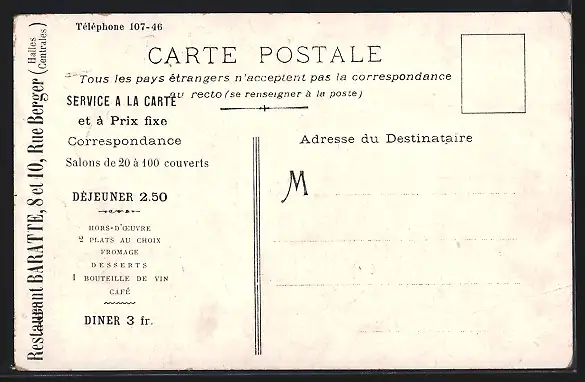 Téléphone 107-46
CARTE POSTALE
Tous les pays étrangers n'acceptent pas la correspondance
au recto (se renseigner à la poste)
SERVICE A LA CARTE
et à Prix fixe
Correspondance
Salons de 20 à 100 couverts
DÉJEUNER 2.50
HORS-D'ŒUVRE
2 PLATS AU CHOIX
FROMAGE
DESSERTS
1 BOUTEILLE DE VIN
CAFÉ
DINER 3 fr.
Restaurant BARATTE, 8 et 10, Rue Berger (Halles Centrales)
Adresse du Destinataire
M